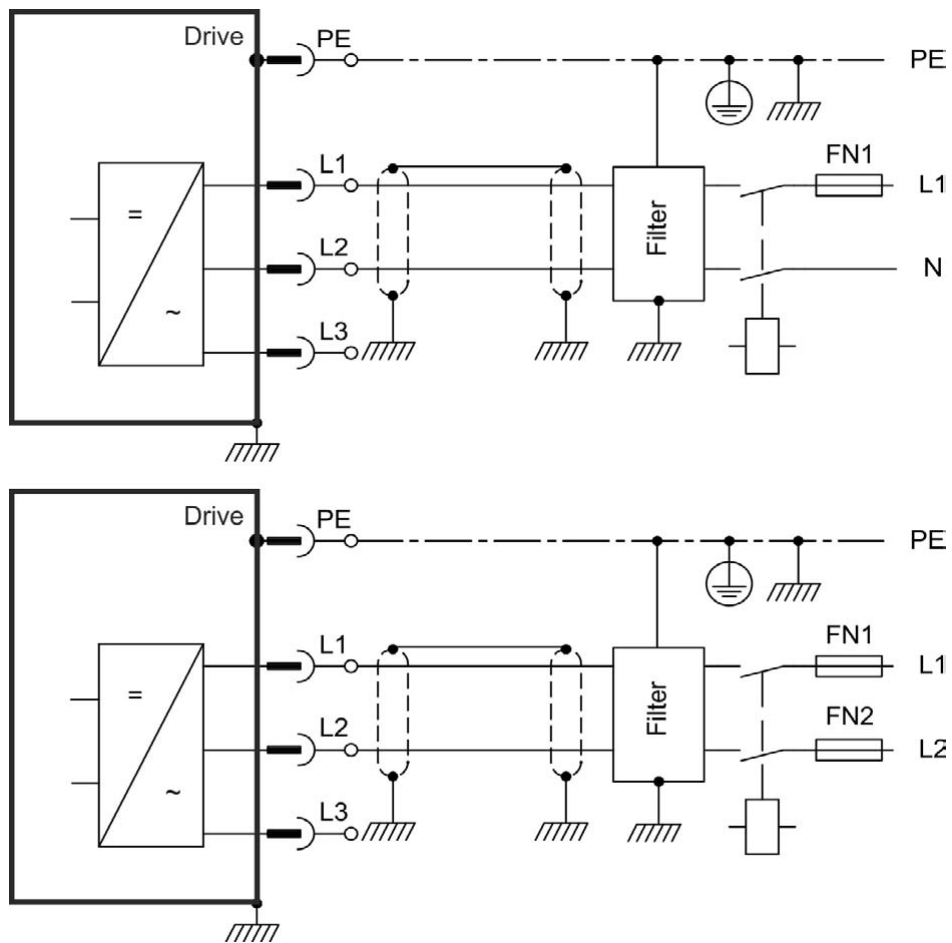 Drive
PE
PE
L1
FN1
L1
=
L2
Filter
N
~
L3
Drive
PE
PE
L1
FN1
L1
=
L2
Filter
FN2
L2
~
L3